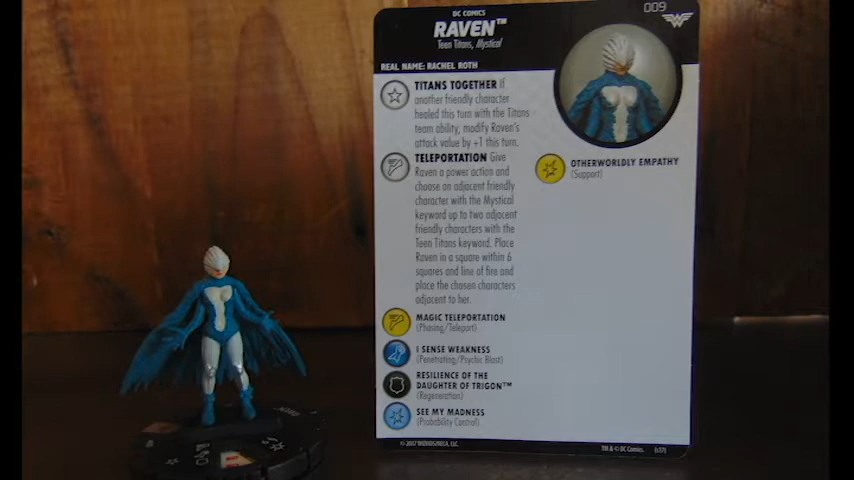 DC COMICS
009
RAVEN™
Teen Titans, Mystical
REAL NAME: RACHEL ROTH
TITANS TOGETHER If
another friendly character
healed this turn with the Titans
team ability, modify Raven's
attack value by +1 this turn.
TELEPORTATION Give
Raven a power action and
choose an adjacent friendly
character with the Mystical
keyword up to two adjacent
friendly characters with the
Teen Titans keyword. Place
Raven in a square within 6
squares and line of fire and
place the chosen characters
adjacent to her.
MAGIC TELEPORTATION
(Phasing/Teleport)
I SENSE WEAKNESS
(Penetrating/Psychic Blast)
RESILIENCE OF THE
DAUGHTER OF TRIGON™
(Regeneration)
SEE MY MADNESS
(Probability Control)
OTHERWORLDLY EMPATHY
(Support)
© 2017 WIZKIDS/NECA, LLC.
TM & © DC Comics. (s17)